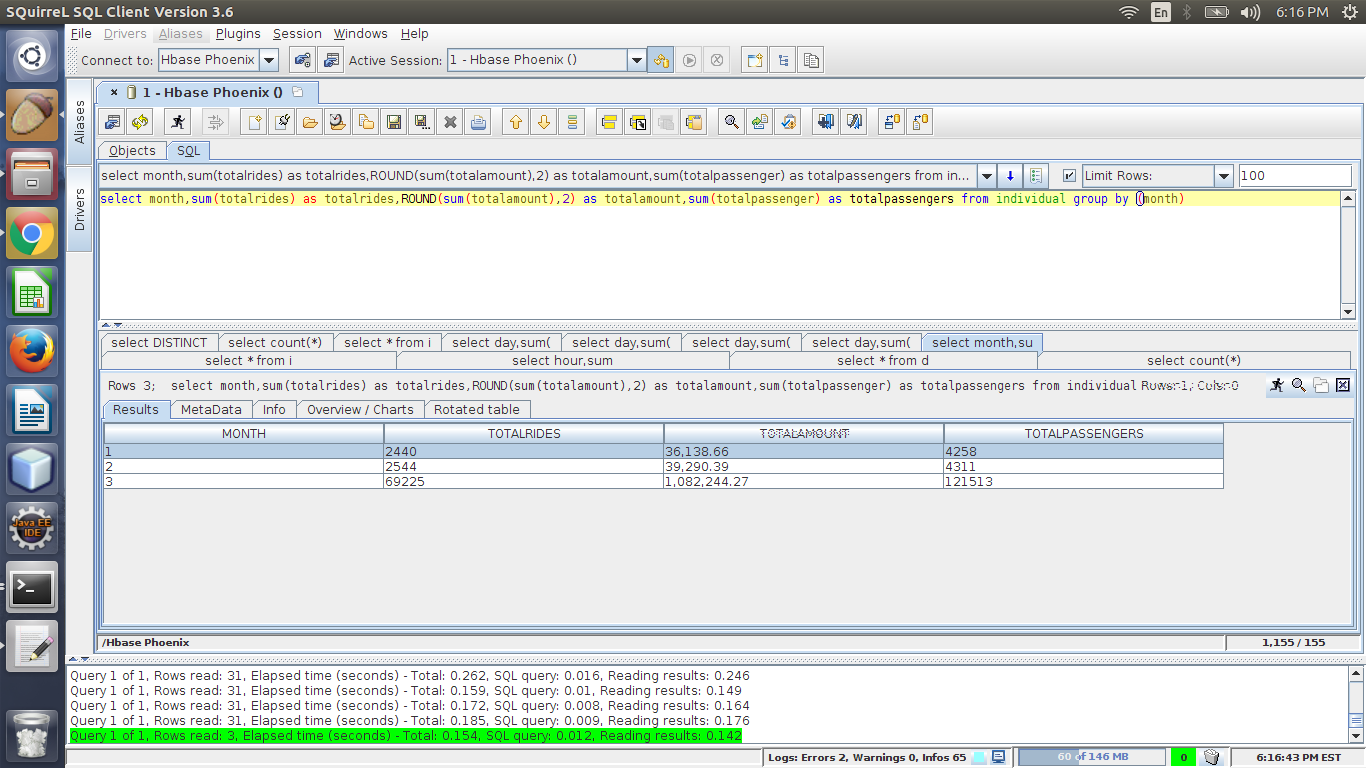 SQuirreL SQL Client Version 3.6
En
6:16 PM
File Drivers Aliases Plugins Session Windows Help
Connect to: Hbase Phoenix Active Session: 1 - Hbase Phoenix ()
Aliases
Drivers
1 - Hbase Phoenix ()
Objects SQL
select month,sum(totalrides) as totalrides,ROUND(sum(totalamount),2) as totalamount,sum(totalpassenger) as totalpassengers from in... Limit Rows: 100
select month,sum(totalrides) as totalrides,ROUND(sum(totalamount),2) as totalamount,sum(totalpassenger) as totalpassengers from individual group by (month)
select DISTINCT select count(*) select * from i select day,sum( select day,sum( select day,sum( select day,sum( select month,su
select * from i select hour,sum select * from d select count(*)
Rows 3; select month,sum(totalrides) as totalrides,ROUND(sum(totalamount),2) as totalamount,sum(totalpassenger) as totalpassengers from individual
Results MetaData Info Overview / Charts Rotated table
MONTH TOTALRIDES TOTALAMOUNT TOTALPASSENGERS
1 2440 36,138.66 4258
2 2544 39,290.39 4311
3 69225 1,082,244.27 121513
/Hbase Phoenix 1,155 / 155
Query 1 of 1, Rows read: 31, Elapsed time (seconds) - Total: 0.262, SQL query: 0.016, Reading results: 0.246
Query 1 of 1, Rows read: 31, Elapsed time (seconds) - Total: 0.159, SQL query: 0.01, Reading results: 0.149
Query 1 of 1, Rows read: 31, Elapsed time (seconds) - Total: 0.172, SQL query: 0.008, Reading results: 0.164
Query 1 of 1, Rows read: 31, Elapsed time (seconds) - Total: 0.185, SQL query: 0.009, Reading results: 0.176
Query 1 of 1, Rows read: 3, Elapsed time (seconds) - Total: 0.154, SQL query: 0.012, Reading results: 0.142
Logs: Errors 2, Warnings 0, Infos 65 60 of 146 MB 0 6:16:43 PM EST
Java EE
IDE